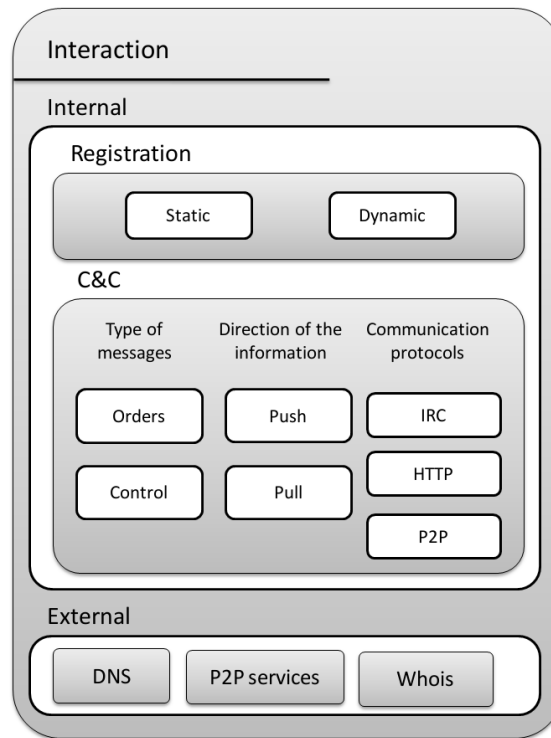 Interaction
Internal
Registration
Static
Dynamic
C&C
Type of
messages
Direction of the
information
Communication
protocols
Orders
Push
IRC
Control
Pull
HTTP
P2P
External
DNS
P2P services
Whois